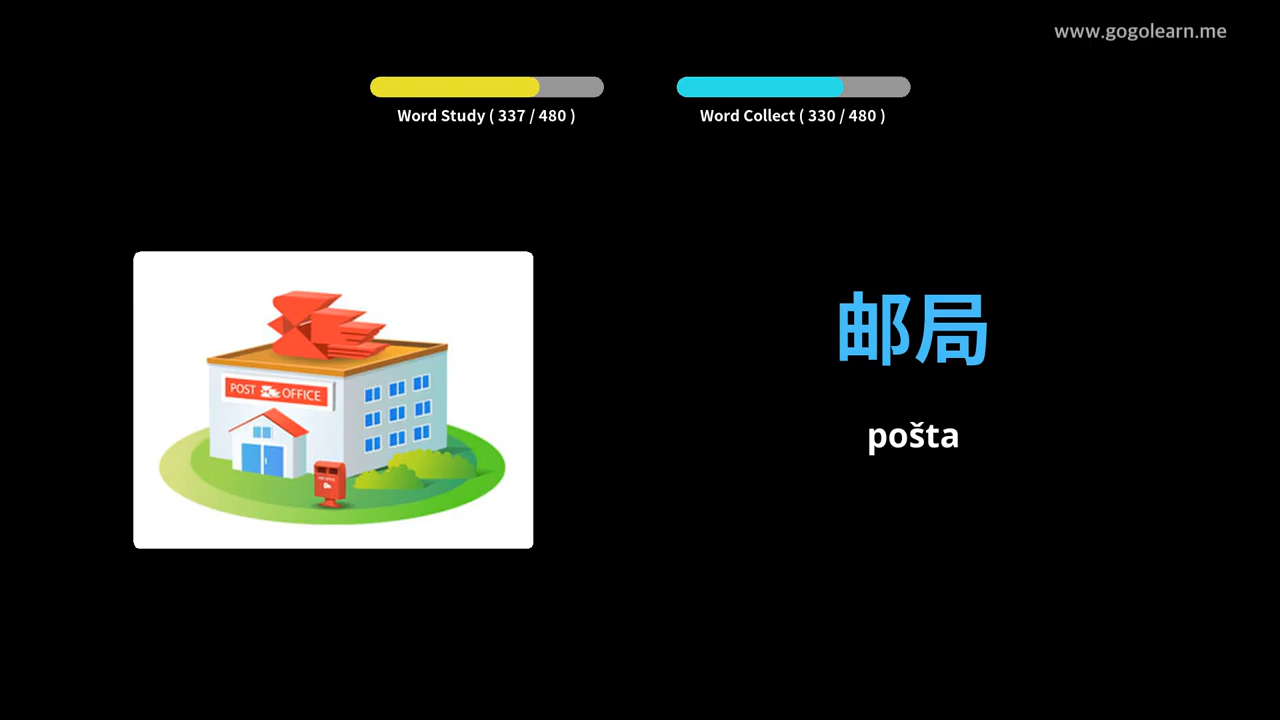 www.gogolearn.me
Word Study ( 337 / 480 )
Word Collect ( 330 / 480 )
POST OFFICE
邮局
pošta